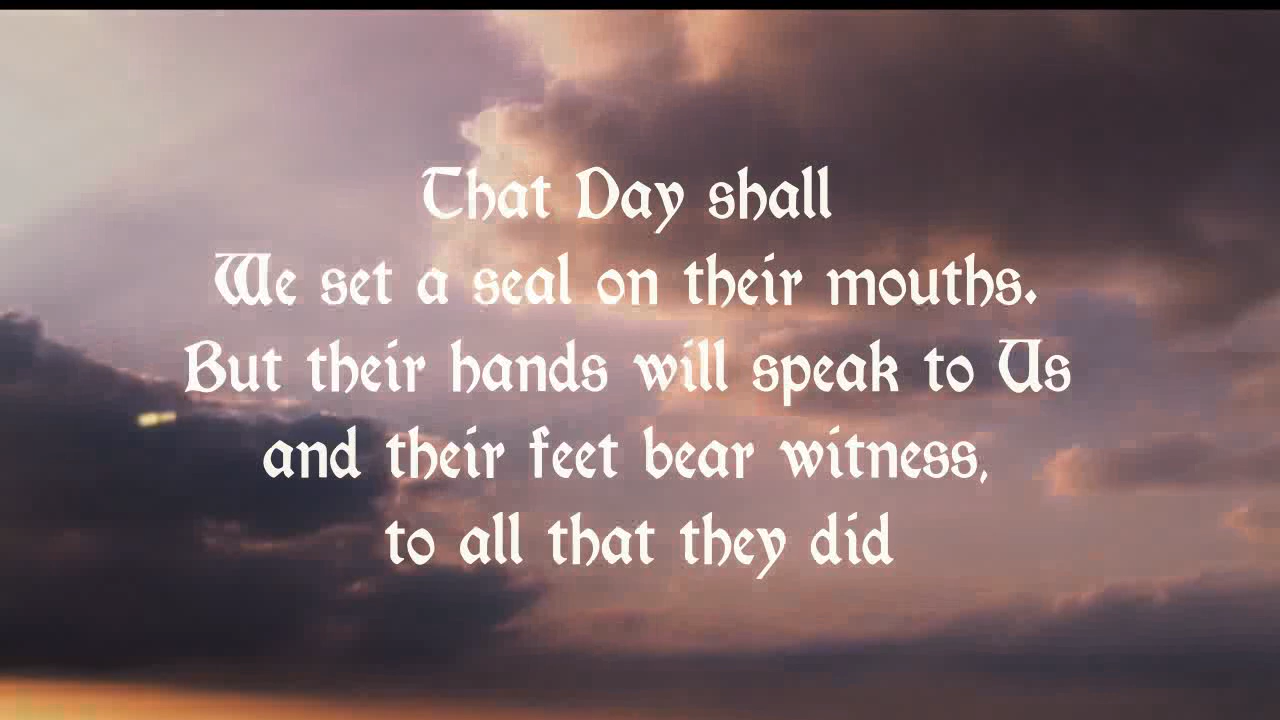 That Day shall
We set a seal on their mouths.
But their hands will speak to Us
and their feet bear witness,
to all that they did